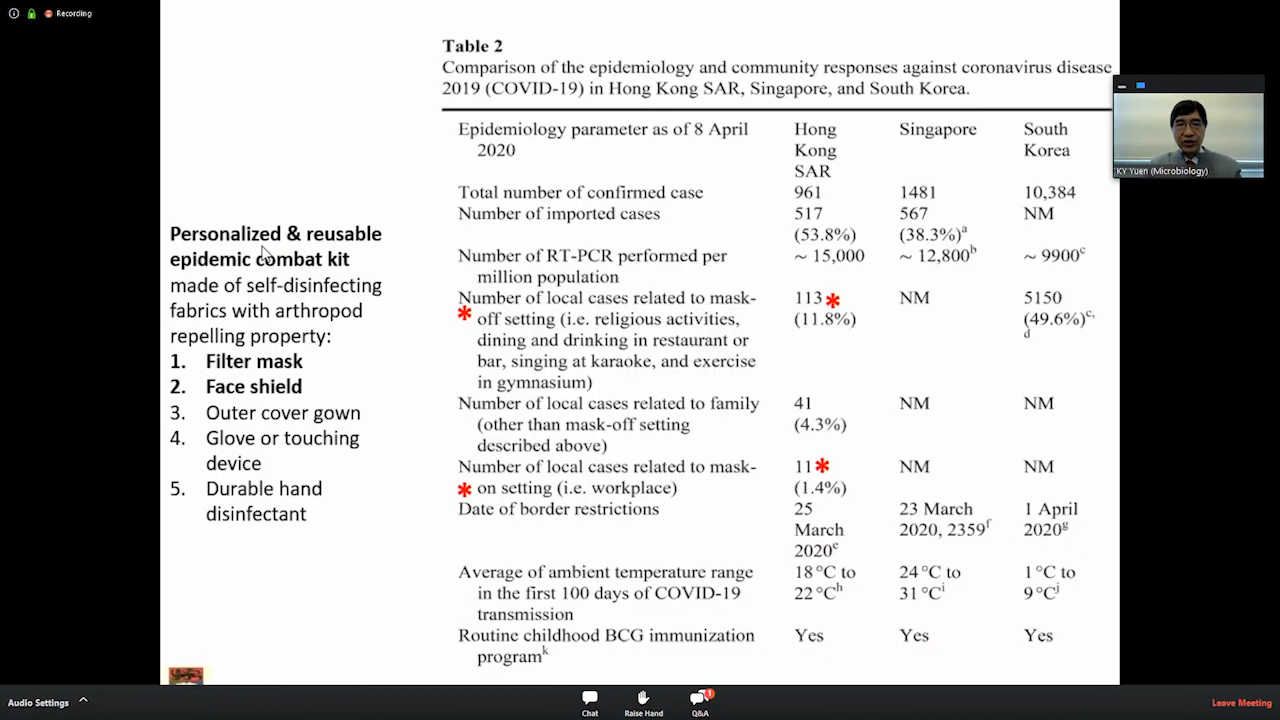 Recording
Table 2
Comparison of the epidemiology and community responses against coronavirus disease
2019 (COVID-19) in Hong Kong SAR, Singapore, and South Korea.
Epidemiology parameter as of 8 April 2020 Hong Kong SAR Singapore South Korea
Total number of confirmed case 961 1481 10,384
Number of imported cases 517 (53.8%) 567 (38.3%)a NM
Number of RT-PCR performed per million population ~ 15,000 ~ 12,800b ~ 9900c
* Number of local cases related to mask-off setting (i.e. religious activities, dining and drinking in restaurant or bar, singing at karaoke, and exercise in gymnasium) 113 * (11.8%) NM 5150 (49.6%)c, d
Number of local cases related to family (other than mask-off setting described above) 41 (4.3%) NM NM
* Number of local cases related to mask-on setting (i.e. workplace) 11 * (1.4%) NM NM
Date of border restrictions 25 March 2020e 23 March 2020, 2359f 1 April 2020g
Average of ambient temperature range in the first 100 days of COVID-19 transmission 18 °C to 22 °Ch 24 °C to 31 °Ci 1 °C to 9 °Cj
Routine childhood BCG immunization programk Yes Yes Yes
Personalized & reusable
epidemic combat kit
made of self-disinfecting
fabrics with arthropod
repelling property:
1. Filter mask
2. Face shield
3. Outer cover gown
4. Glove or touching
device
5. Durable hand
disinfectant
KY Yuen (Microbiology)
Audio Settings
Chat
Raise Hand
1
Q&A
Leave Meeting